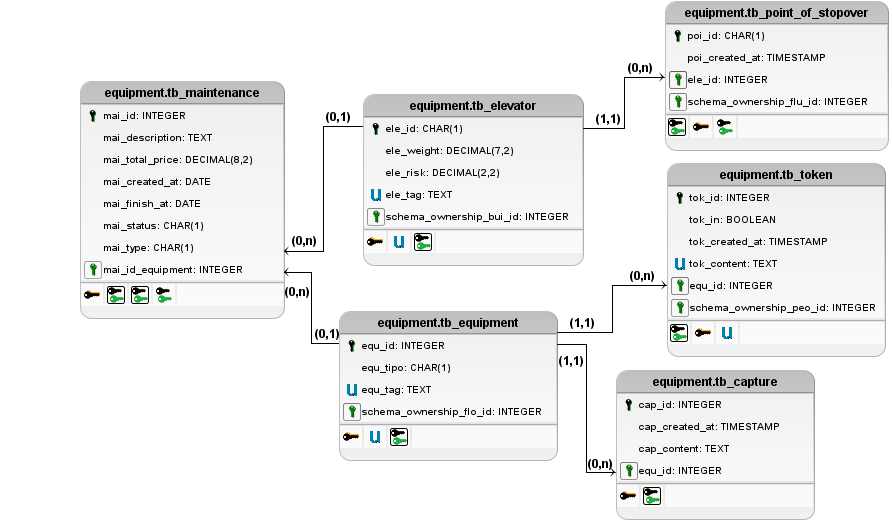 equipment.tb_maintenance
mai_id: INTEGER
mai_description: TEXT
mai_total_price: DECIMAL(8,2)
mai_created_at: DATE
mai_finish_at: DATE
mai_status: CHAR(1)
mai_type: CHAR(1)
mai_id_equipment: INTEGER
(0,1)
(0,n)
(0,n)
(0,1)
equipment.tb_elevator
ele_id: CHAR(1)
ele_weight: DECIMAL(7,2)
ele_risk: DECIMAL(2,2)
u ele_tag: TEXT
schema_ownership_bui_id: INTEGER
u
(1,1)
(0,n)
equipment.tb_equipment
equ_id: INTEGER
equ_tipo: CHAR(1)
u equ_tag: TEXT
schema_ownership_flo_id: INTEGER
u
(1,1)
(0,n)
(1,1)
(0,n)
equipment.tb_point_of_stopover
poi_id: CHAR(1)
poi_created_at: TIMESTAMP
ele_id: INTEGER
schema_ownership_flu_id: INTEGER
equipment.tb_token
tok_id: INTEGER
tok_in: BOOLEAN
tok_created_at: TIMESTAMP
u tok_content: TEXT
equ_id: INTEGER
schema_ownership_peo_id: INTEGER
u
equipment.tb_capture
cap_id: INTEGER
cap_created_at: TIMESTAMP
cap_content: TEXT
equ_id: INTEGER